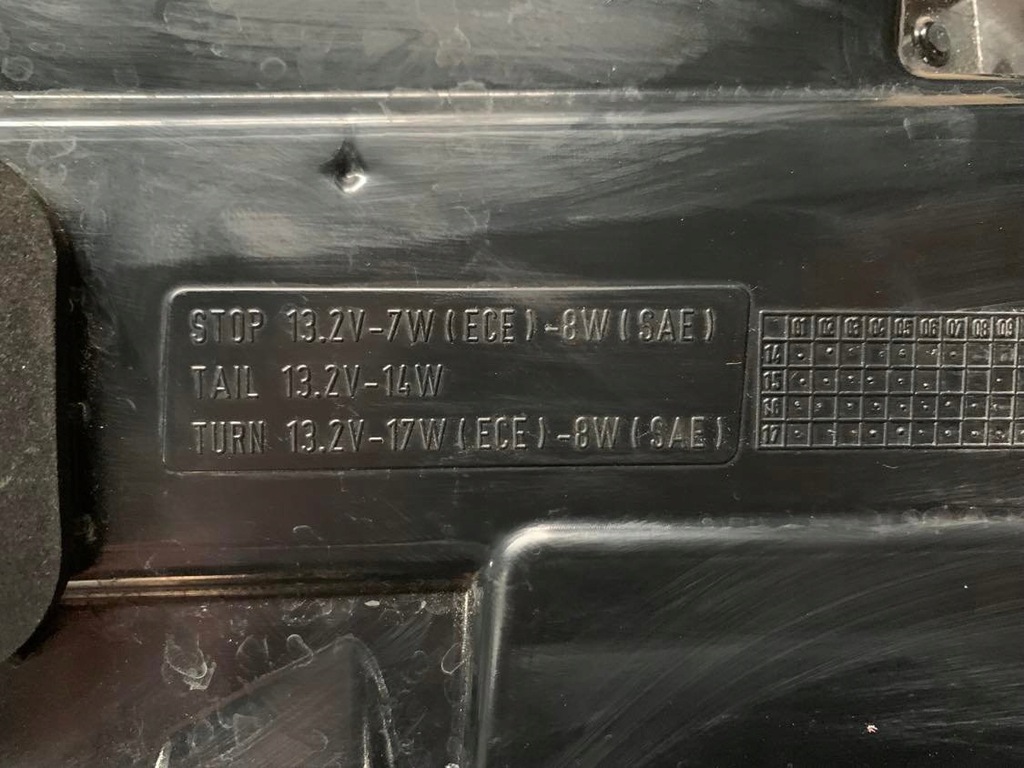 STOP 13.2V-7W(ECE)-8W(SAE)
TAIL 13.2V-14W
TURN 13.2V-17W(ECE)-8W(SAE)
01 02 03 04 05 06 07 08 09
14
15
16
17